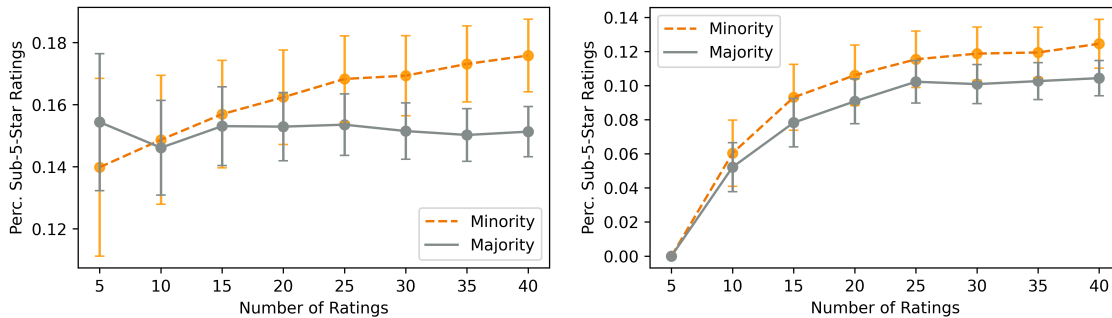 Perc. Sub-5-Star Ratings
0.18
0.16
0.14
0.12
Minority
Majority
5 10 15 20 25 30 35 40
Number of Ratings
Perc. Sub-5-Star Ratings
0.14
0.12
0.10
0.08
0.06
0.04
0.02
0.00
Minority
Majority
5 10 15 20 25 30 35 40
Number of Ratings